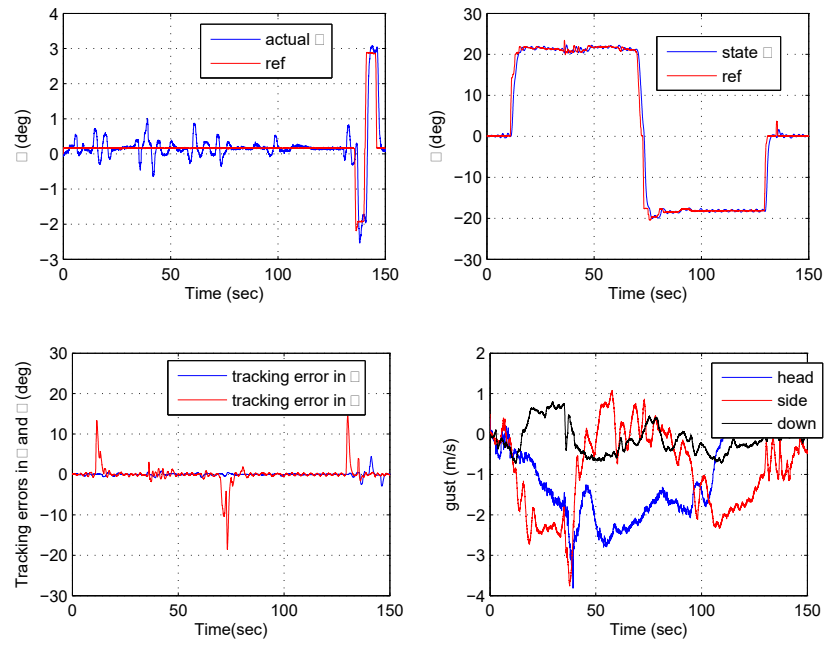 4
3
2
1
0
−1
−2
−3
0 50 100 150
Time (sec)
□ (deg)
actual □
ref
30
20
10
0
−10
−20
−30
0 50 100 150
Time (sec)
□ (deg)
state □
ref
30
20
10
0
−10
−20
−30
0 50 100 150
Time(sec)
Tracking errors in □ and □ (deg)
tracking error in □
tracking error in □
2
1
0
−1
−2
−3
−4
0 50 100 150
Time (sec)
gust (m/s)
head
side
down